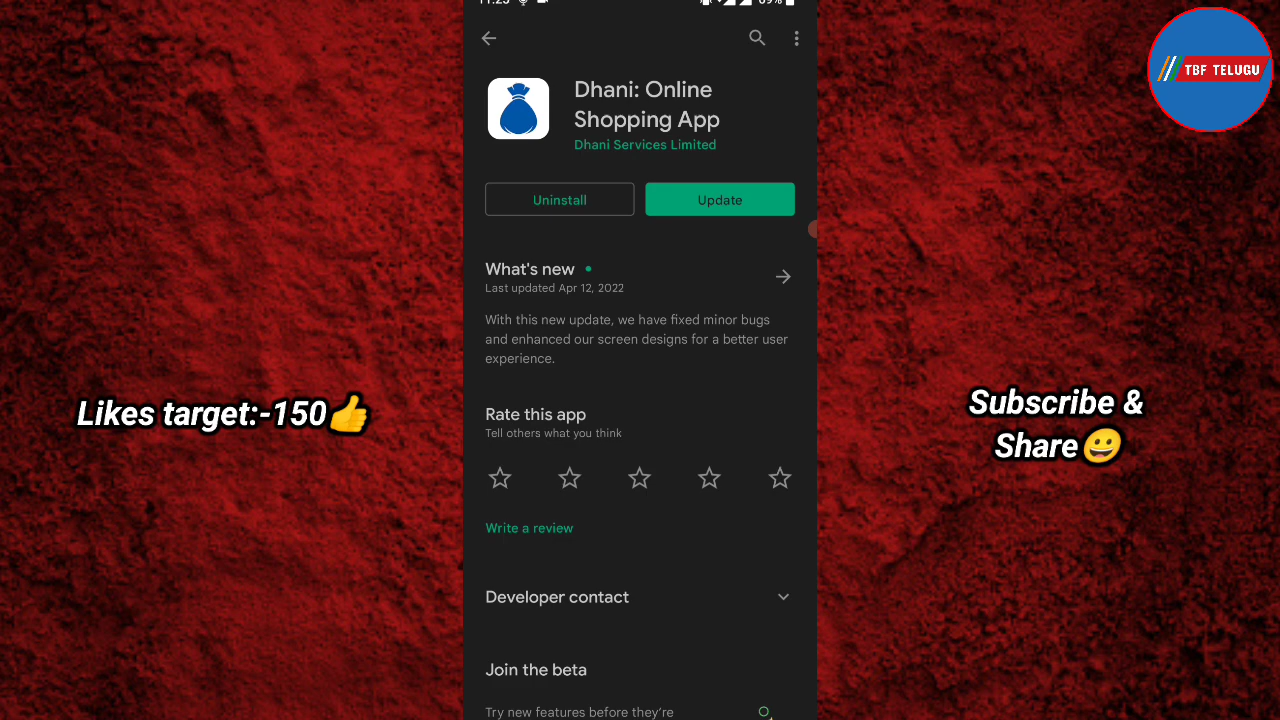 TBF TELUGU
Dhani: Online
Shopping App
Dhani Services Limited
Uninstall
Update
What's new
Last updated Apr 12, 2022
With this new update, we have fixed minor bugs
and enhanced our screen designs for a better user
experience.
Rate this app
Tell others what you think
Write a review
Developer contact
Join the beta
Try new features before they're
Likes target:-150👍
Subscribe &
Share😀